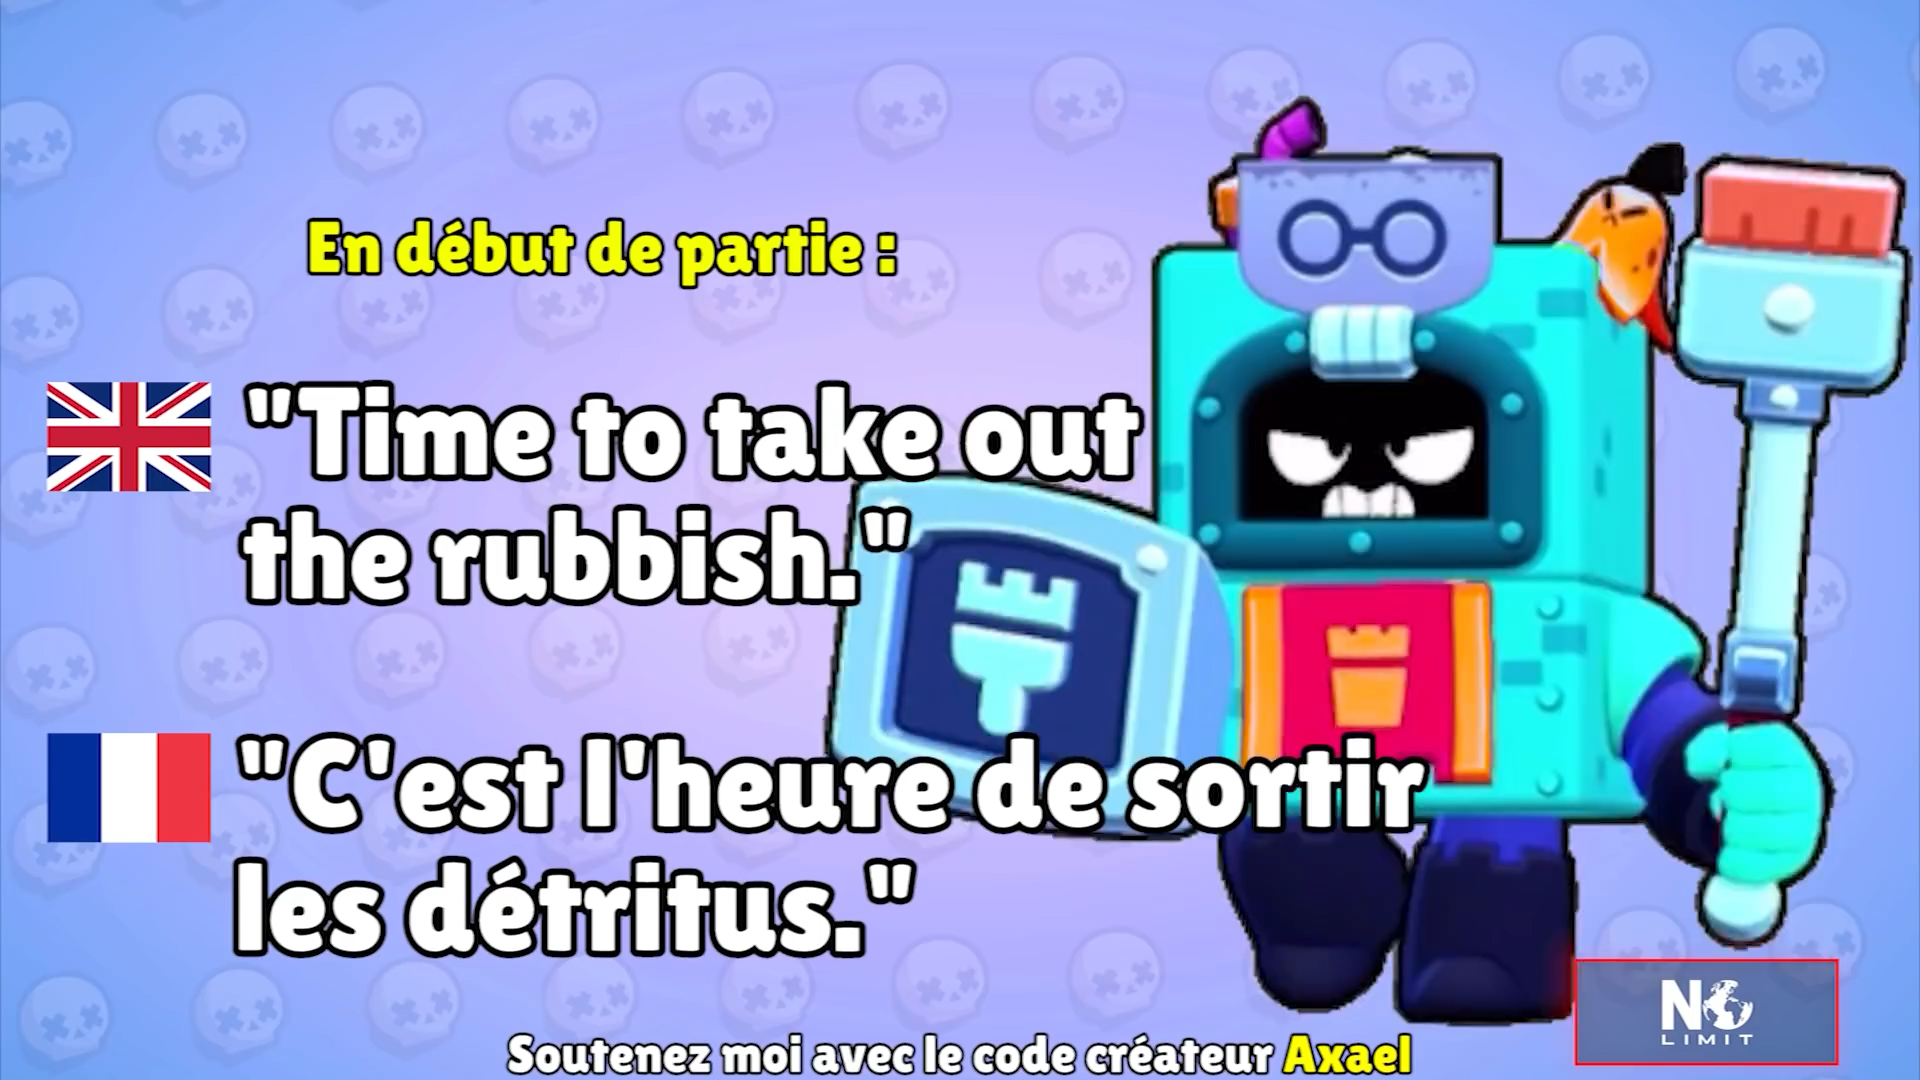 En début de partie :
"Time to take out
the rubbish."
"C'est l'heure de sortir
les détritus."
NO
LIMIT
Soutenez moi avec le code créateur Axael